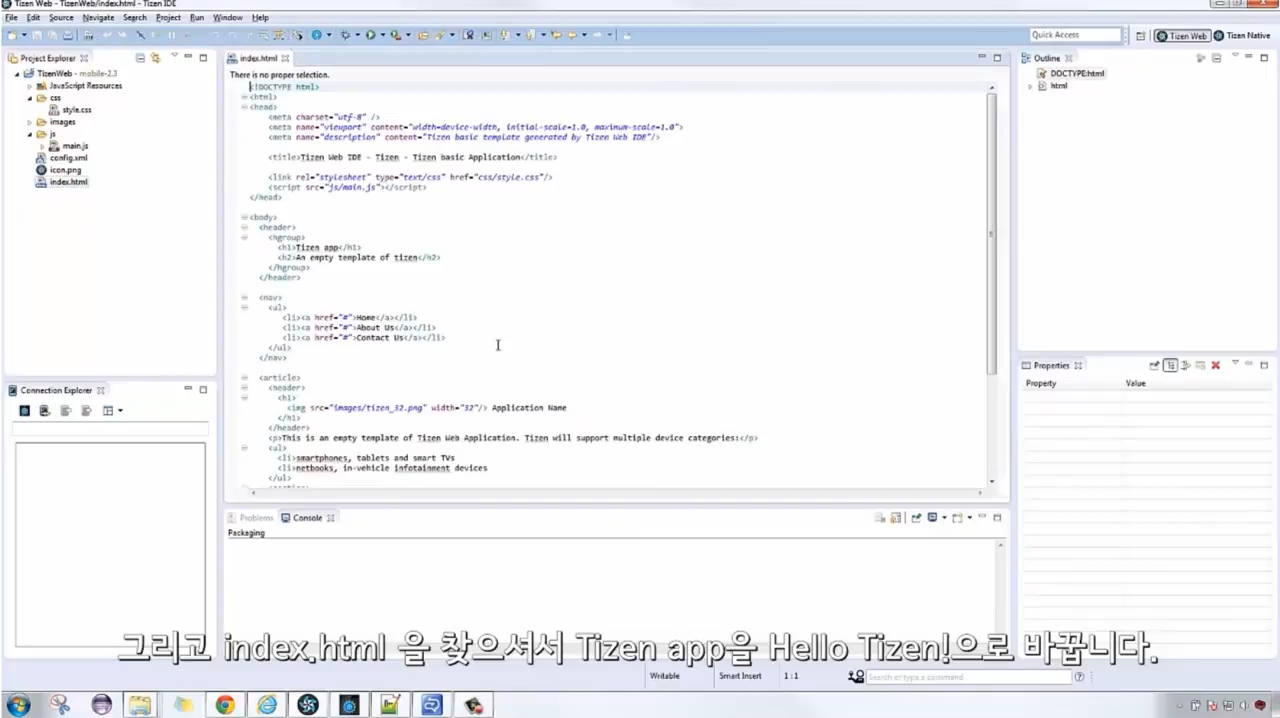 Tizen Web - TizenWeb/index.html - Tizen IDE
File Edit Source Navigate Search Project Run Window Help
Quick Access
Tizen Web
Tizen Native
Project Explorer
TizenWeb - mobile-2.3
JavaScript Resources
css
style.css
images
js
main.js
config.xml
icon.png
index.html
Connection Explorer
index.html
There is no proper selection.
<!DOCTYPE html>
<html>
<head>
<meta charset="utf-8" />
<meta name="viewport" content="width=device-width, initial-scale=1.0, maximum-scale=1.0">
<meta name="description" content="Tizen basic template generated by Tizen Web IDE"/>
<title>Tizen Web IDE - Tizen - Tizen basic Application</title>
<link rel="stylesheet" type="text/css" href="css/style.css"/>
<script src="js/main.js"></script>
</head>
<body>
<header>
<hgroup>
<h1>Tizen app</h1>
<h2>An empty template of tizen</h2>
</hgroup>
</header>
<nav>
<ul>
<li><a href="#">Home</a></li>
<li><a href="#">About Us</a></li>
<li><a href="#">Contact Us</a></li>
</ul>
</nav>
<article>
<header>
<h1>
<img src="images/tizen_32.png" width="32"/> Application Name
</h1>
</header>
<p>This is an empty template of Tizen Web Application. Tizen will support multiple device categories:</p>
<ul>
<li>smartphones, tablets and smart TVs
<li>netbooks, in-vehicle infotainment devices
</ul>
Outline
DOCTYPE:html
html
Properties
Property Value
Problems Console
Packaging
그리고 index.html 을 찾으셔서 Tizen app을 Hello Tizen!으로 바꿉니다.
Writable Smart Insert 1:1
Search or type a command